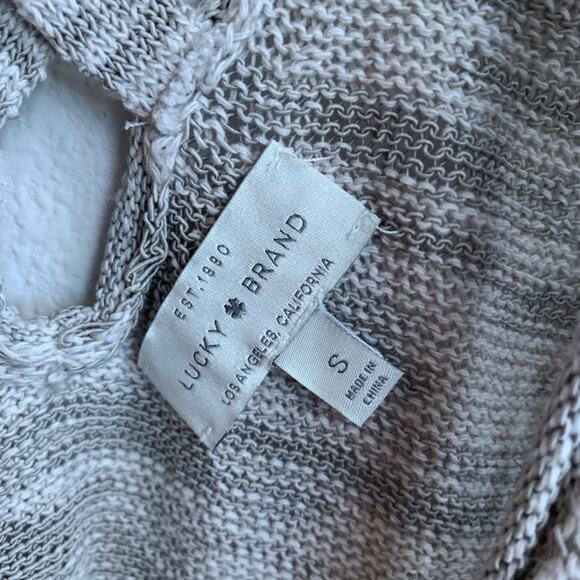 EST. 1990
LUCKY BRAND
LOS ANGELES, CALIFORNIA
S
MADE IN
CHINA